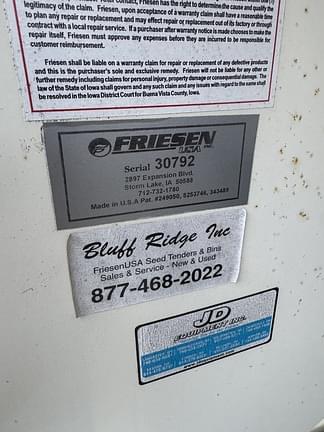 legitimacy of the claim. Friesen, upon acceptance of a warranty claim shall have a reasonable time
to plan any repair or replacement and may effect repair or replacement out of its factory or through
contract with a local repair service. If a purchaser after warranty notice is made chooses to make the
repair itself, Friesen must approve any expenses before they are incurred to be responsible for
customer reimbursement.
Friesen shall be liable on a warranty claim for repair or replacement of any defective products
and this is the purchaser's sole and exclusive remedy. Friesen will not be liable for any other or
further remedy including claims for personal injury, property damage or consequential damage. The
law of the State of Iowa shall govern and any such claim and any issues with regard to the same shall
be resolved in the Iowa District Court for Buena Vista County, Iowa.
FRIESEN
USA INC.
Serial 30792
2897 Expansion Blvd.
Storm Lake, IA 50588
712-732-1780
Made in U.S.A Pat. #249050, 5253746, 343489
Bluff Ridge Inc
FriesenUSA Seed Tenders & Bins
Sales & Service - New & Used
877-468-2022
JD
EQUIPMENT INC.